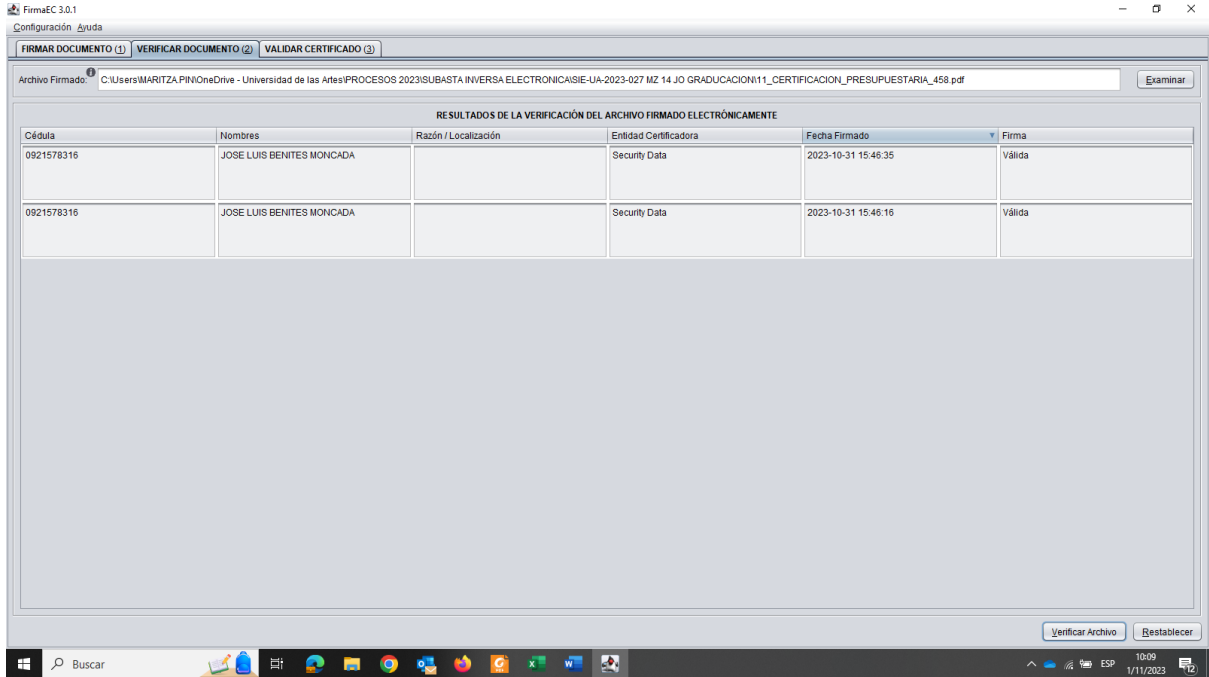 FirmaEC 3.0.1
Configuración Ayuda
FIRMAR DOCUMENTO (1) VERIFICAR DOCUMENTO (2) VALIDAR CERTIFICADO (3)
Archivo Firmado: C:\Users\MARITZA.PIN\OneDrive - Universidad de las Artes\PROCESOS 2023\SUBASTA INVERSA ELECTRONICA\SIE-UA-2023-027 MZ 14 JO GRADUCACION\11_CERTIFICACION_PRESUPUESTARIA_458.pdf Examinar
RESULTADOS DE LA VERIFICACIÓN DEL ARCHIVO FIRMADO ELECTRÓNICAMENTE
Cédula Nombres Razón / Localización Entidad Certificadora Fecha Firmado Firma
0921578316 JOSE LUIS BENITES MONCADA Security Data 2023-10-31 15:46:35 Válida
0921578316 JOSE LUIS BENITES MONCADA Security Data 2023-10-31 15:46:16 Válida
Verificar Archivo Restablecer
Buscar ESP 10:09
1/11/2023 12